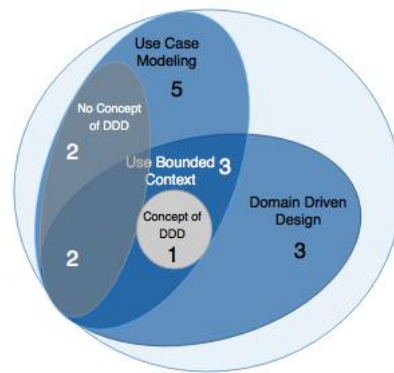 Use Case
Modeling
5
No Concept
of DDD
2
Use Bounded 3
Context
Concept of
DDD
1
Domain Driven
Design
3
2